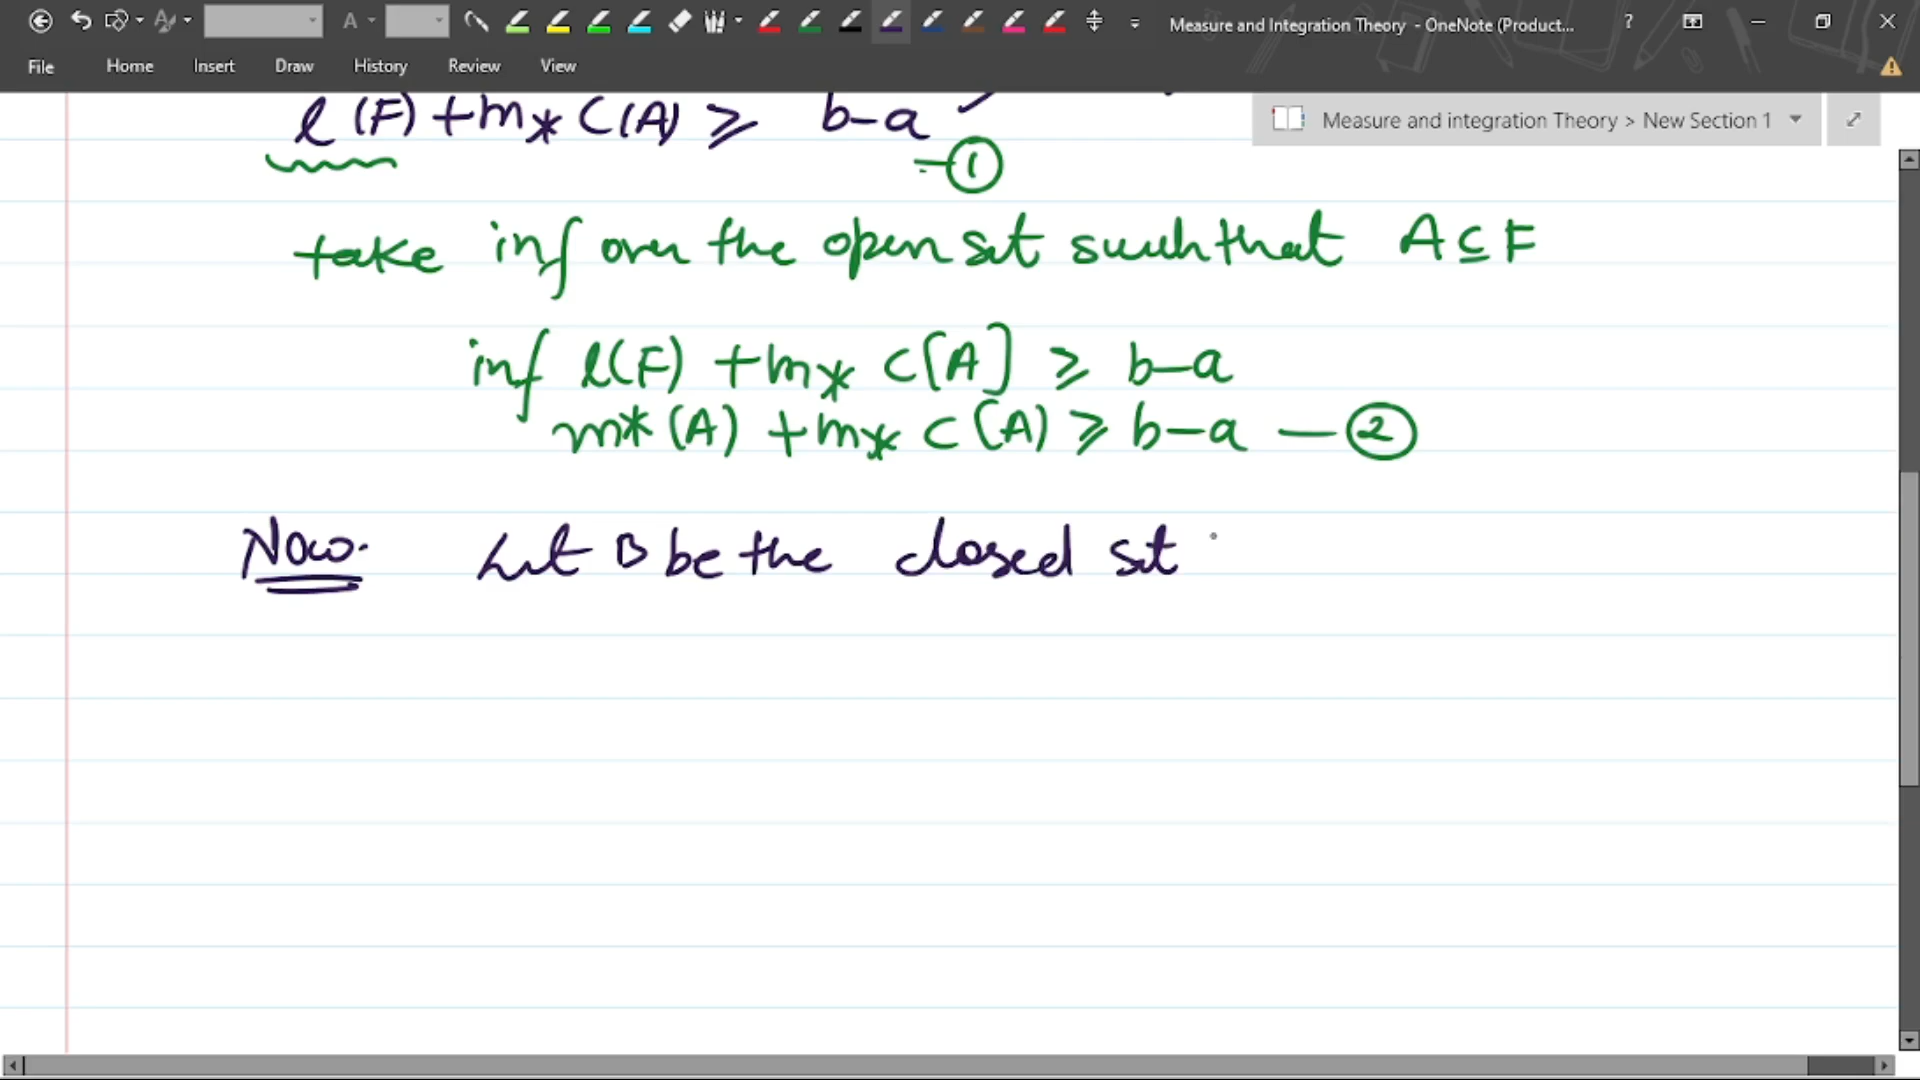 Measure and Integration Theory - OneNote (Product...
?
File Home Insert Draw History Review View
Measure and integration Theory > New Section 1
l(F) + m* C(A) ≥ b-a
— ①
take inf over the open set such that A ⊆ F
inf l(F) + m* C[A] ≥ b-a
m*(A) + m* C(A) ≥ b-a — ②
Now. Let B be the closed set